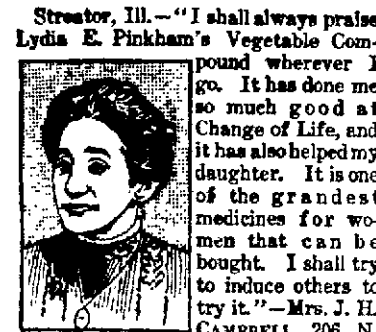 Streator, Ill.—"I shall always praise
Lydia E. Pinkham's Vegetable Com-
pound wherever I
go. It has done me
so much good at
Change of Life, and
it has also helped my
daughter. It is one
of the grandest
medicines for wo-
men that can be
bought. I shall try
to induce others to
try it."—Mrs. J. H.
CAMPBELL, 206 N.